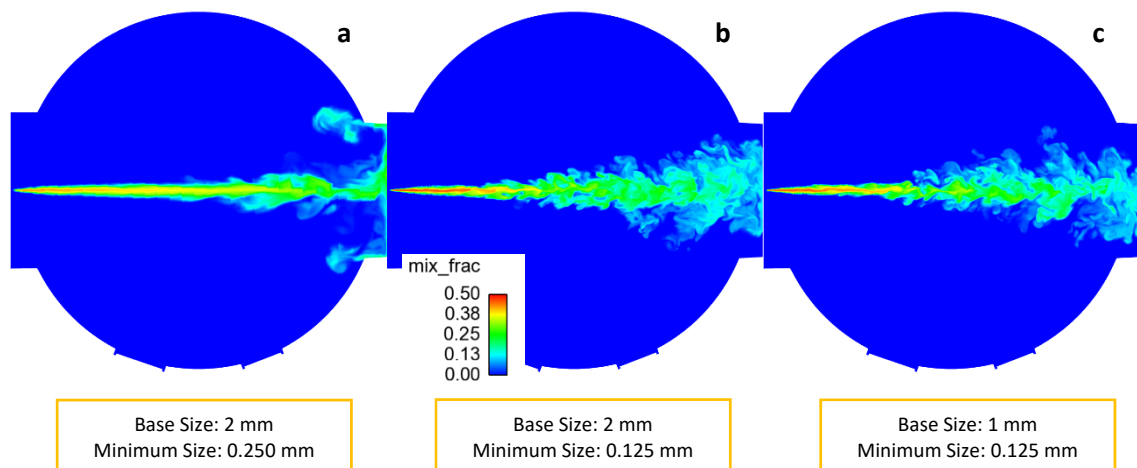 a
b
c
mix_frac
0.50
0.38
0.25
0.13
0.00
Base Size: 2 mm
Minimum Size: 0.250 mm
Base Size: 2 mm
Minimum Size: 0.125 mm
Base Size: 1 mm
Minimum Size: 0.125 mm